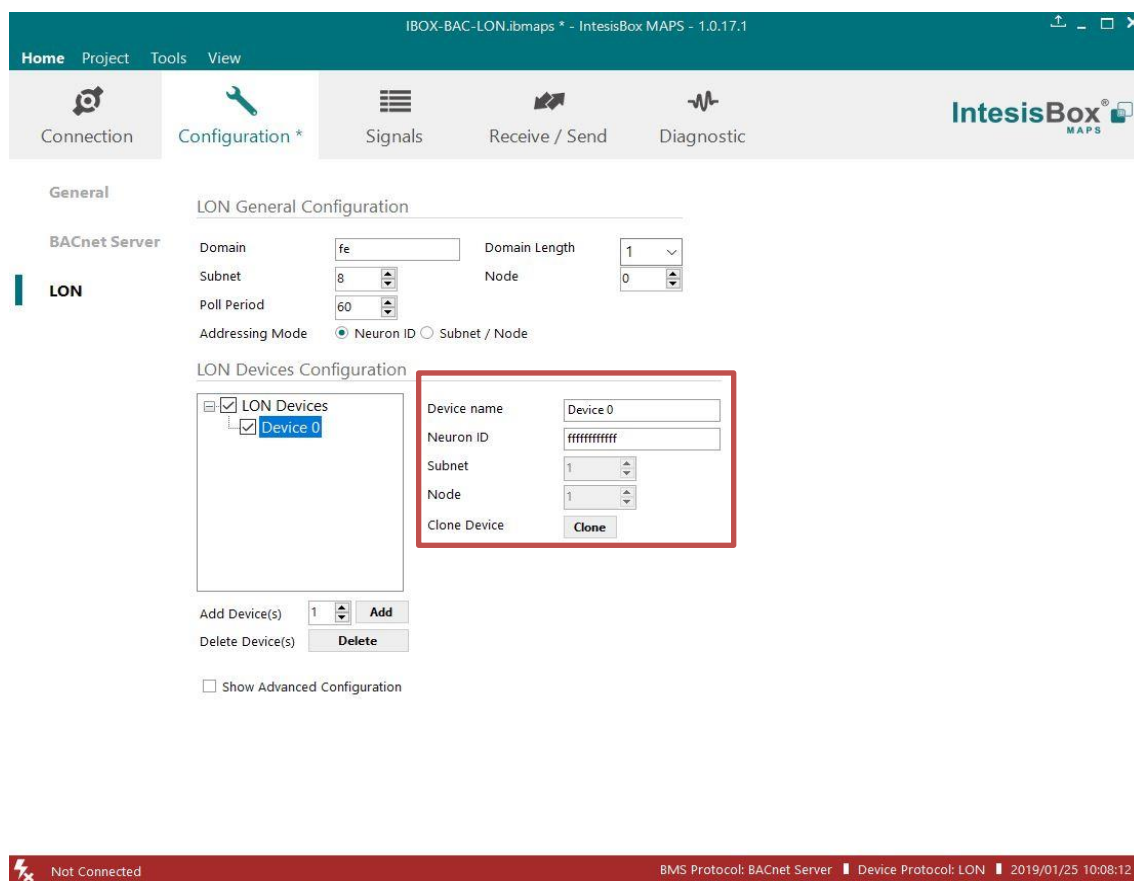 IBOX-BAC-LON.ibmaps * - IntesisBox MAPS - 1.0.17.1
Home Project Tools View
Connection Configuration * Signals Receive / Send Diagnostic
IntesisBox® MAPS
General
BACnet Server
LON
LON General Configuration
Domain fe Domain Length 1
Subnet 8 Node 0
Poll Period 60
Addressing Mode Neuron ID Subnet / Node
LON Devices Configuration
LON Devices
Device 0
Device name Device 0
Neuron ID ffffffffffff
Subnet 1
Node 1
Clone Device Clone
Add Device(s) 1 Add
Delete Device(s) Delete
Show Advanced Configuration
Not Connected BMS Protocol: BACnet Server Device Protocol: LON 2019/01/25 10:08:12